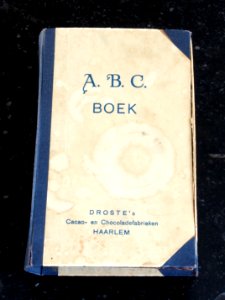 A. B. C.
BOEK
DROSTE's
Cacao- en Chocoladefabrieken
HAARLEM